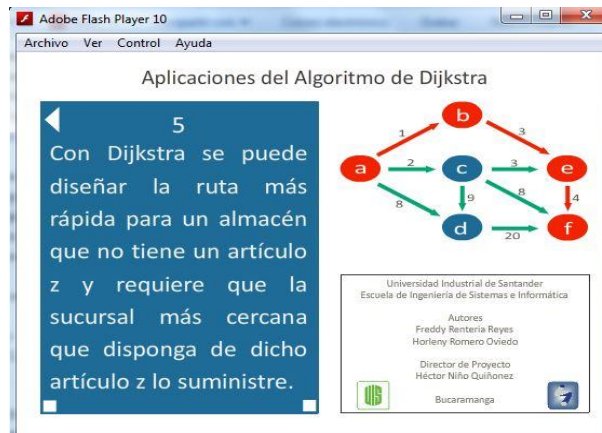 Adobe Flash Player 10
Archivo Ver Control Ayuda
Aplicaciones del Algoritmo de Dijkstra
5
Con Dijkstra se puede
diseñar la ruta más
rápida para un almacén
que no tiene un artículo
z y requiere que la
sucursal más cercana
que disponga de dicho
artículo z lo suministre.
b
1
3
a
2
c
3
e
8
9
8
4
d
20
f
Universidad Industrial de Santander
Escuela de Ingeniería de Sistemas e Informática
Autores
Freddy Rentería Reyes
Horleny Romero Oviedo
Director de Proyecto
Héctor Niño Quiñonez
Bucaramanga
UIS